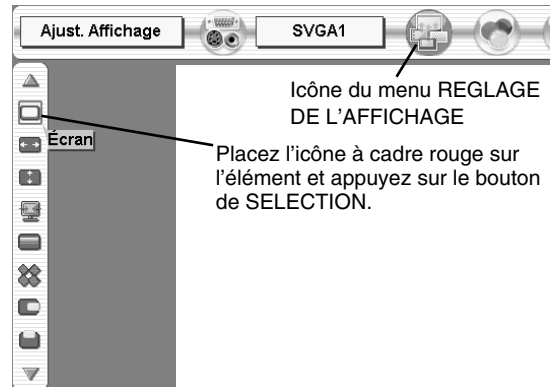 Ajust. Affichage
SVGA1
Icône du menu REGLAGE
DE L'AFFICHAGE
Écran
Placez l'icône à cadre rouge sur
l'élément et appuyez sur le bouton
de SELECTION.